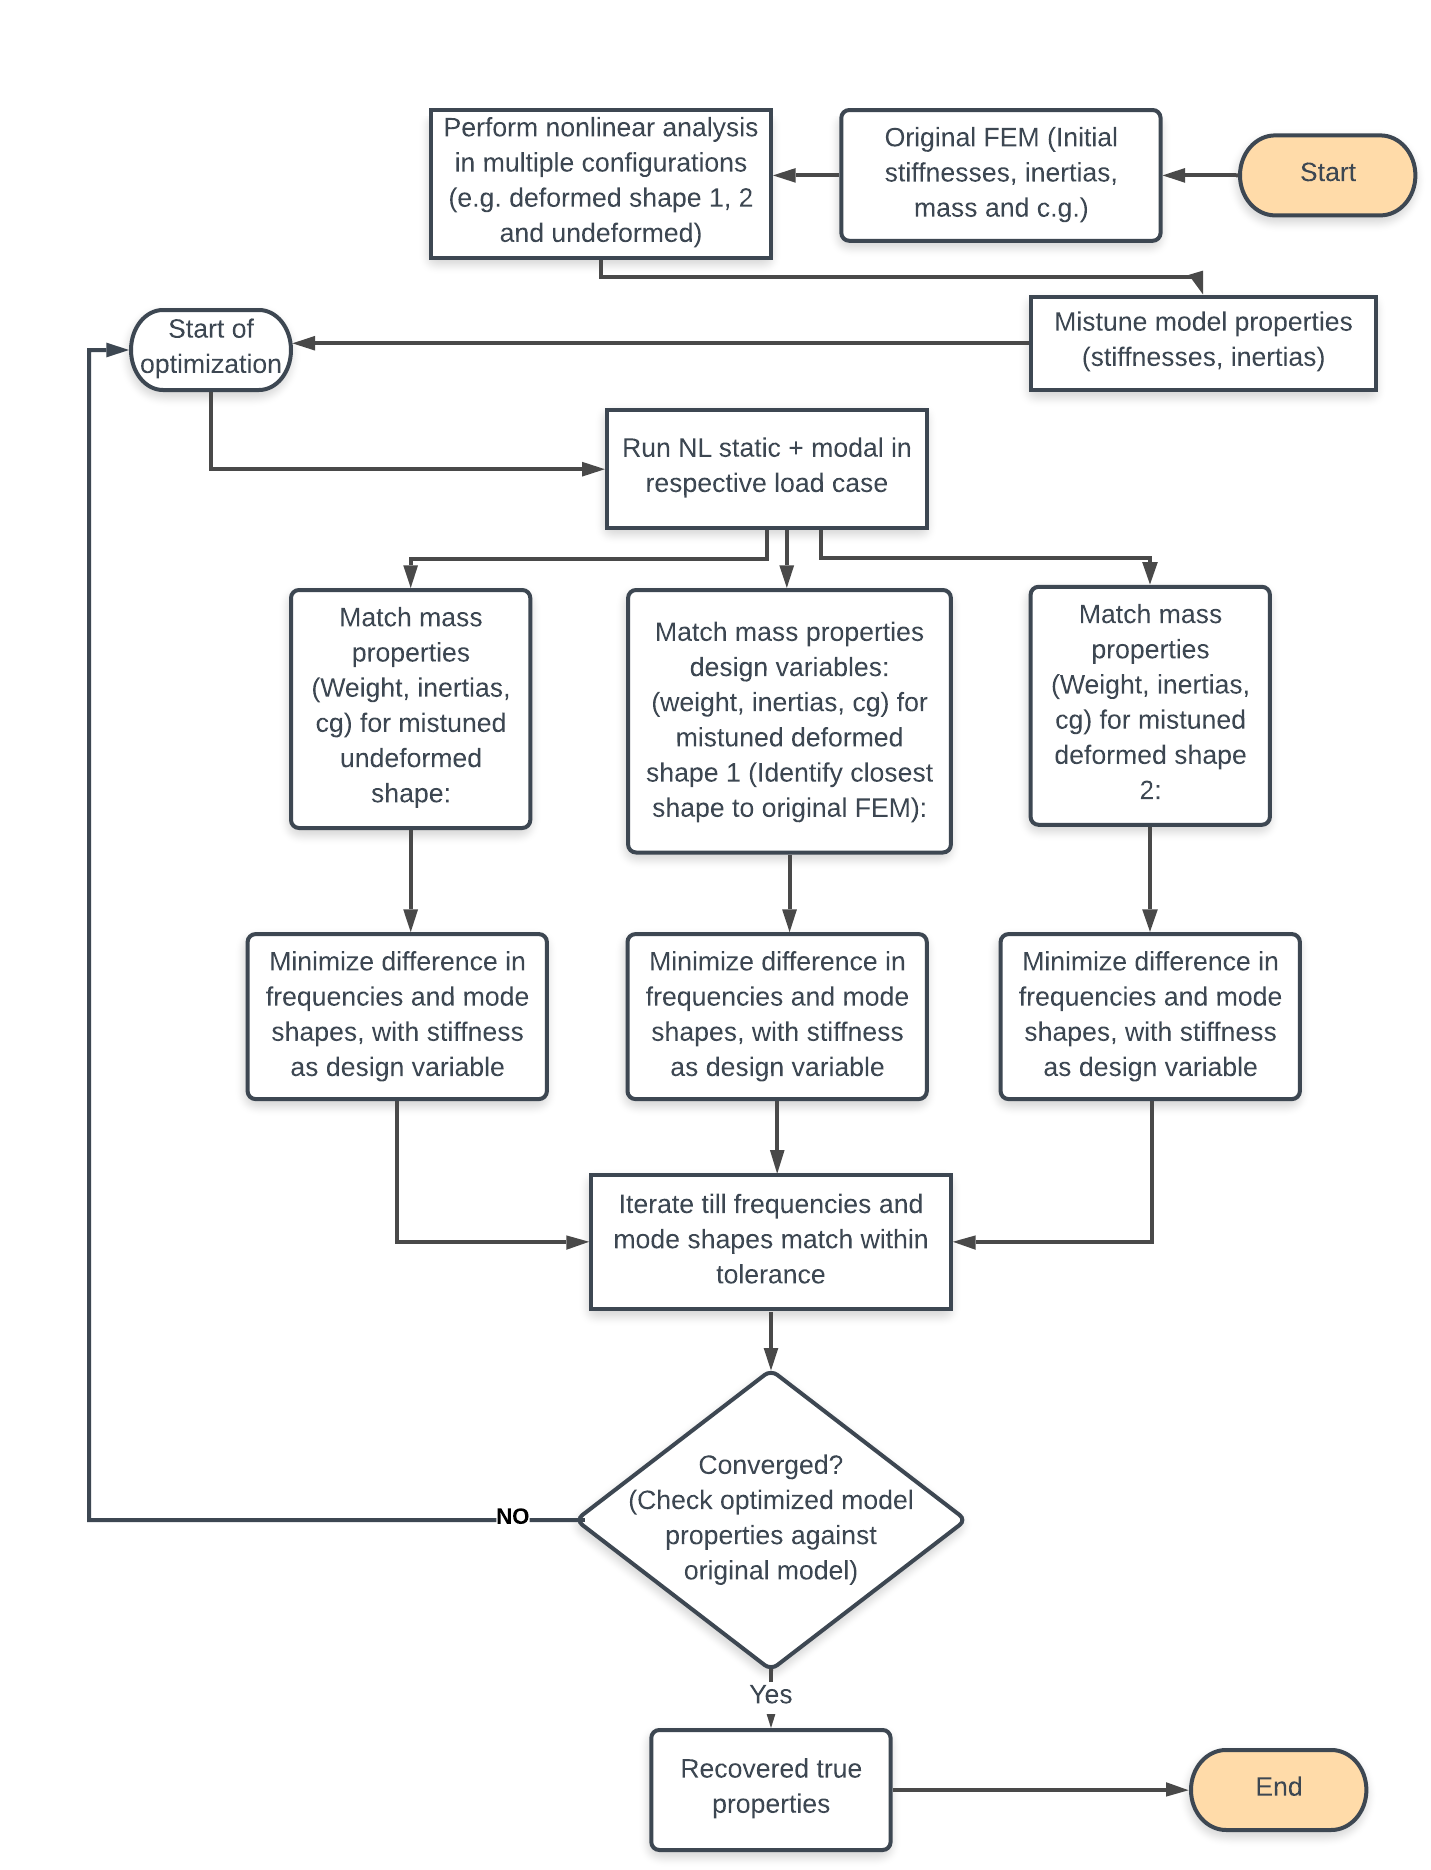 Start
Original FEM (Initial
stiffnesses, inertias,
mass and c.g.)
Perform nonlinear analysis
in multiple configurations
(e.g. deformed shape 1, 2
and undeformed)
Mistune model properties
(stiffnesses, inertias)
Start of
optimization
Run NL static + modal in
respective load case
Match mass
properties
(Weight, inertias,
cg) for mistuned
undeformed
shape:
Match mass properties
design variables:
(weight, inertias, cg) for
mistuned deformed
shape 1 (Identify closest
shape to original FEM):
Match mass
properties
(Weight, inertias,
cg) for mistuned
deformed shape
2:
Minimize difference in
frequencies and mode
shapes, with stiffness
as design variable
Minimize difference in
frequencies and mode
shapes, with stiffness
as design variable
Minimize difference in
frequencies and mode
shapes, with stiffness
as design variable
Iterate till frequencies and
mode shapes match within
tolerance
Converged?
(Check optimized model
properties against
original model)
NO
Yes
Recovered true
properties
End